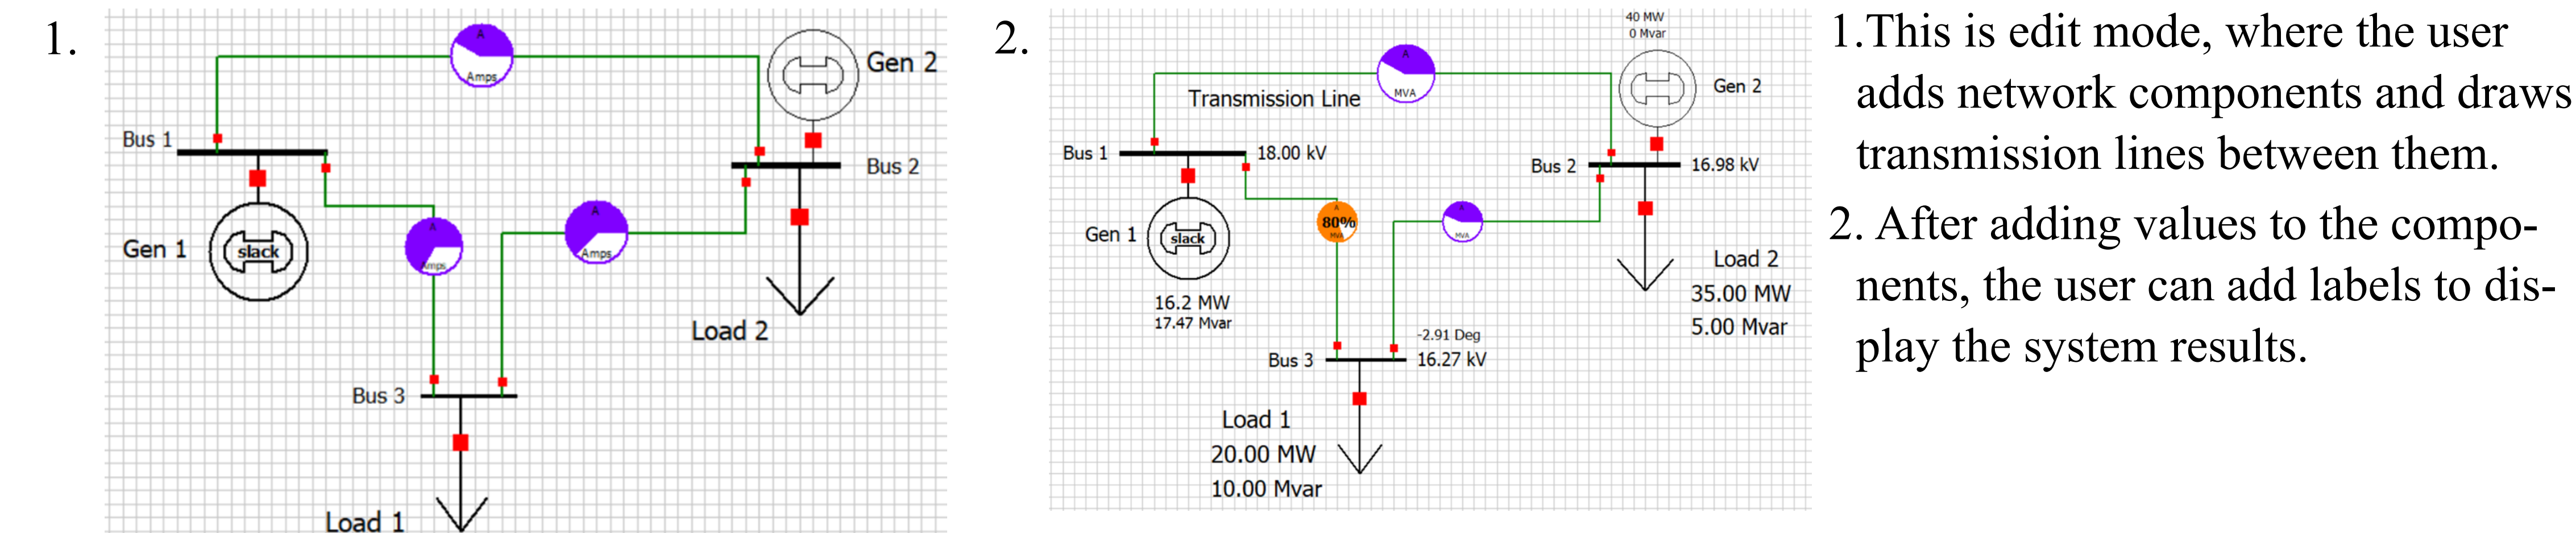 1.
A
Amps
Gen 2
Bus 1
Bus 2
A
Amps
A
Amps
Gen 1
slack
Load 2
Bus 3
Load 1
2.
40 MW
0 Mvar
A
MVA
Gen 2
Transmission Line
Bus 1
18.00 kV
Bus 2
16.98 kV
A
80%
MVA
A
MVA
Gen 1
slack
Load 2
35.00 MW
5.00 Mvar
16.2 MW
17.47 Mvar
-2.91 Deg
Bus 3
16.27 kV
Load 1
20.00 MW
10.00 Mvar
1.This is edit mode, where the user
adds network components and draws
transmission lines between them.
2. After adding values to the compo-
nents, the user can add labels to dis-
play the system results.